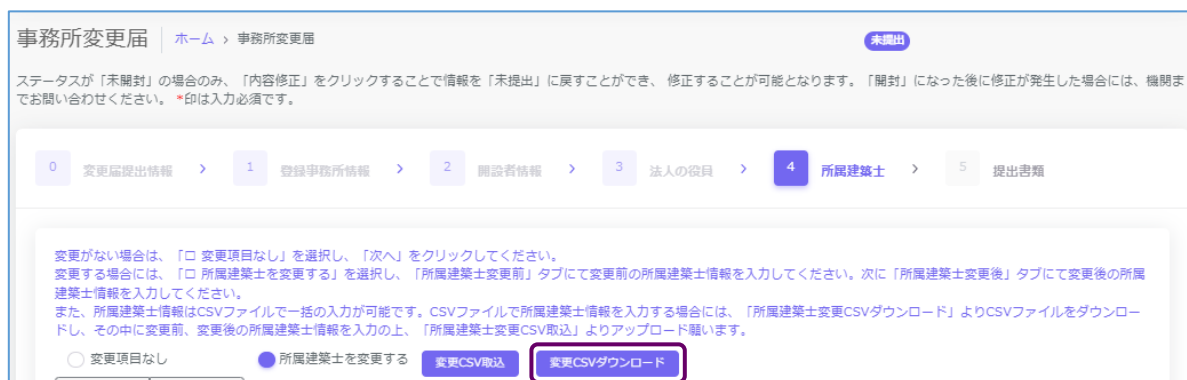 事務所変更届 ホーム > 事務所変更届 未提出
ステータスが「未開封」の場合のみ、「内容修正」をクリックすることで情報を「未提出」に戻すことができ、 修正することが可能となります。「開封」になった後に修正が発生した場合には、機関ま
でお問い合わせください。 *印は入力必須です。
0 変更届提出情報 > 1 登録事務所情報 > 2 開設者情報 > 3 法人の役員 > 4 所属建築士 > 5 提出書類
変更がない場合は、「□ 変更項目なし」を選択し、「次へ」をクリックしてください。
変更する場合には、「□ 所属建築士を変更する」を選択し、「所属建築士変更前」タブにて変更前の所属建築士情報を入力してください。次に「所属建築士変更後」タブにて変更後の所属
建築士情報を入力してください。
また、所属建築士情報はCSVファイルで一括の入力が可能です。CSVファイルで所属建築士情報を入力する場合には、「所属建築士変更CSVダウンロード」よりCSVファイルをダウンロー
ドし、その中に変更前、変更後の所属建築士情報を入力の上、「所属建築士変更CSV取込」よりアップロード願います。
変更項目なし 所属建築士を変更する 変更CSV取込 変更CSVダウンロード